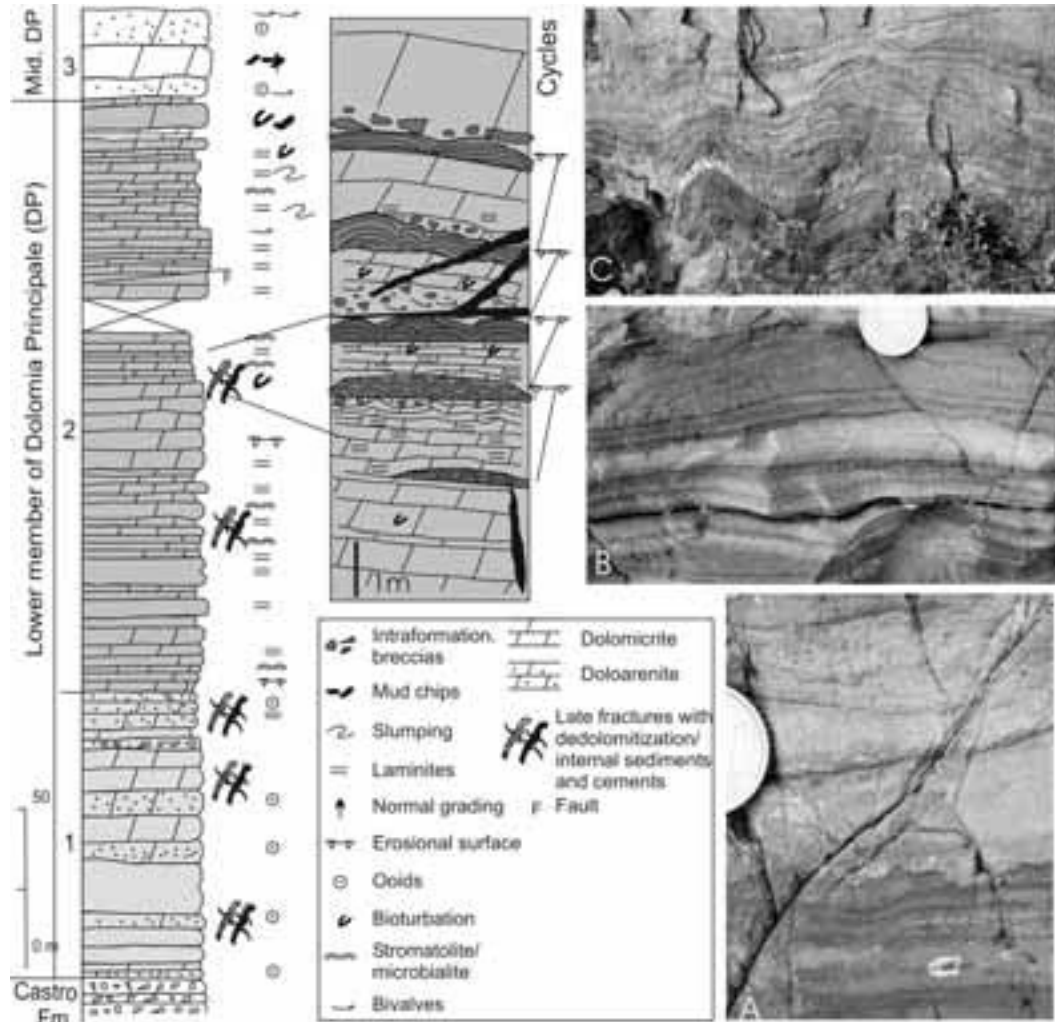 Mid. DP
3
Lower member of Dolomia Principale (DP)
2
50
1
0 m
Castro
Fm.
Cycles
1m
C
B
A
Intraformation.
breccias
Mud chips
Slumping
Laminites
Normal grading
Erosional surface
Ooids
Bioturbation
Stromatolite/
microbialite
Bivalves
Dolomicrite
Doloarenite
Late fractures with
dedolomitization/
internal sediments
and cements
F Fault